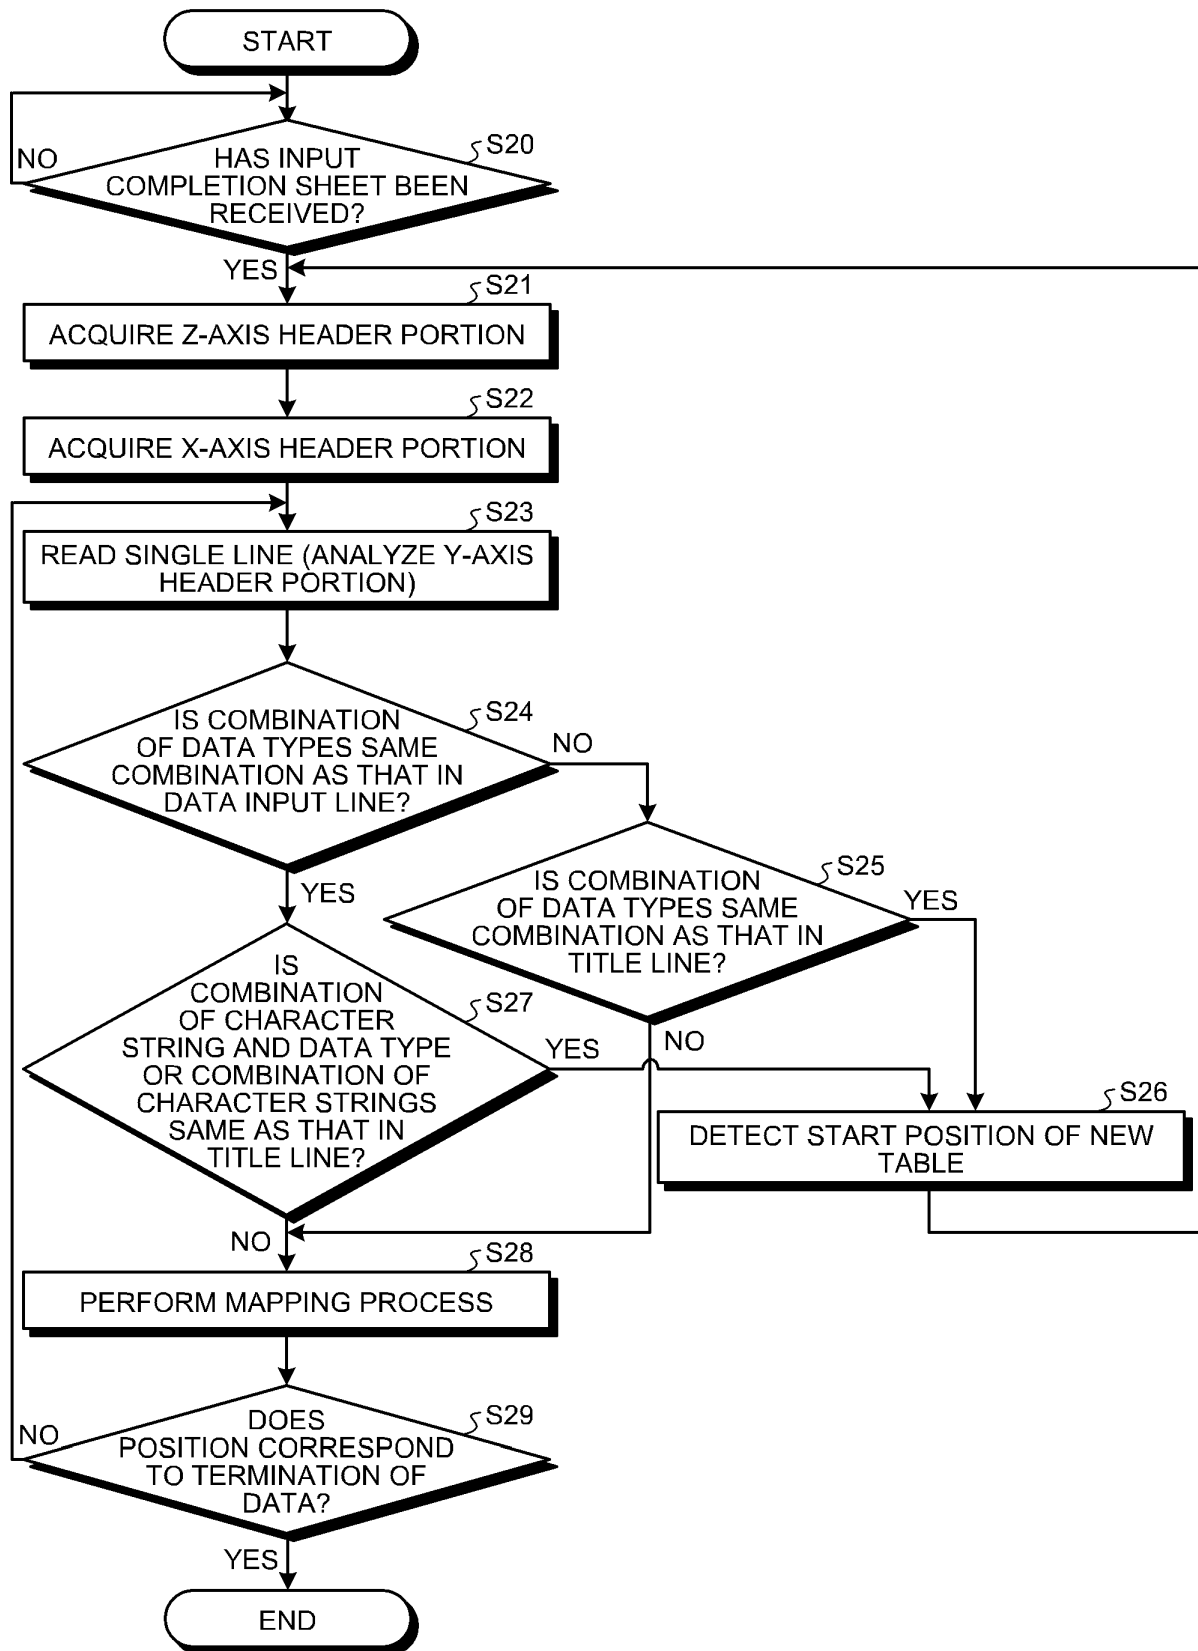 START
NO
S20
HAS INPUT
COMPLETION SHEET BEEN
RECEIVED?
YES
S21
ACQUIRE Z-AXIS HEADER PORTION
S22
ACQUIRE X-AXIS HEADER PORTION
S23
READ SINGLE LINE (ANALYZE Y-AXIS
HEADER PORTION)
S24
IS COMBINATION
OF DATA TYPES SAME
COMBINATION AS THAT IN
DATA INPUT LINE?
NO
YES
S25
IS COMBINATION
OF DATA TYPES SAME
COMBINATION AS THAT IN
TITLE LINE?
YES
NO
S27
IS
COMBINATION
OF CHARACTER
STRING AND DATA TYPE
OR COMBINATION OF
CHARACTER STRINGS
SAME AS THAT IN
TITLE LINE?
YES
S26
DETECT START POSITION OF NEW
TABLE
NO
S28
PERFORM MAPPING PROCESS
S29
NO
DOES
POSITION CORRESPOND
TO TERMINATION OF
DATA?
YES
END